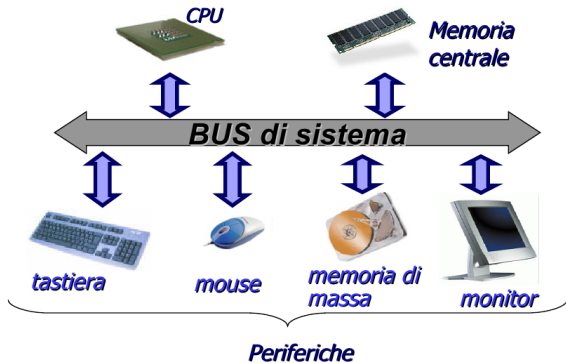 CPU
Memoria
centrale
BUS di sistema
tastiera
mouse
memoria di
massa
monitor
Periferiche